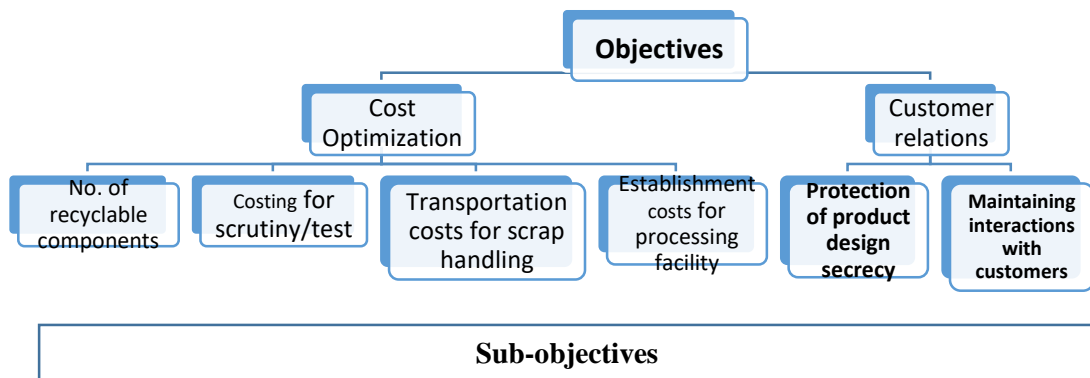 Objectives
Cost
Optimization
Customer
relations
No. of
recyclable
components
Costing for
scrutiny/test
Transportation
costs for scrap
handling
Establishment
costs for
processing
facility
Protection
of product
design
secrecy
Maintaining
interactions
with
customers
Sub-objectives